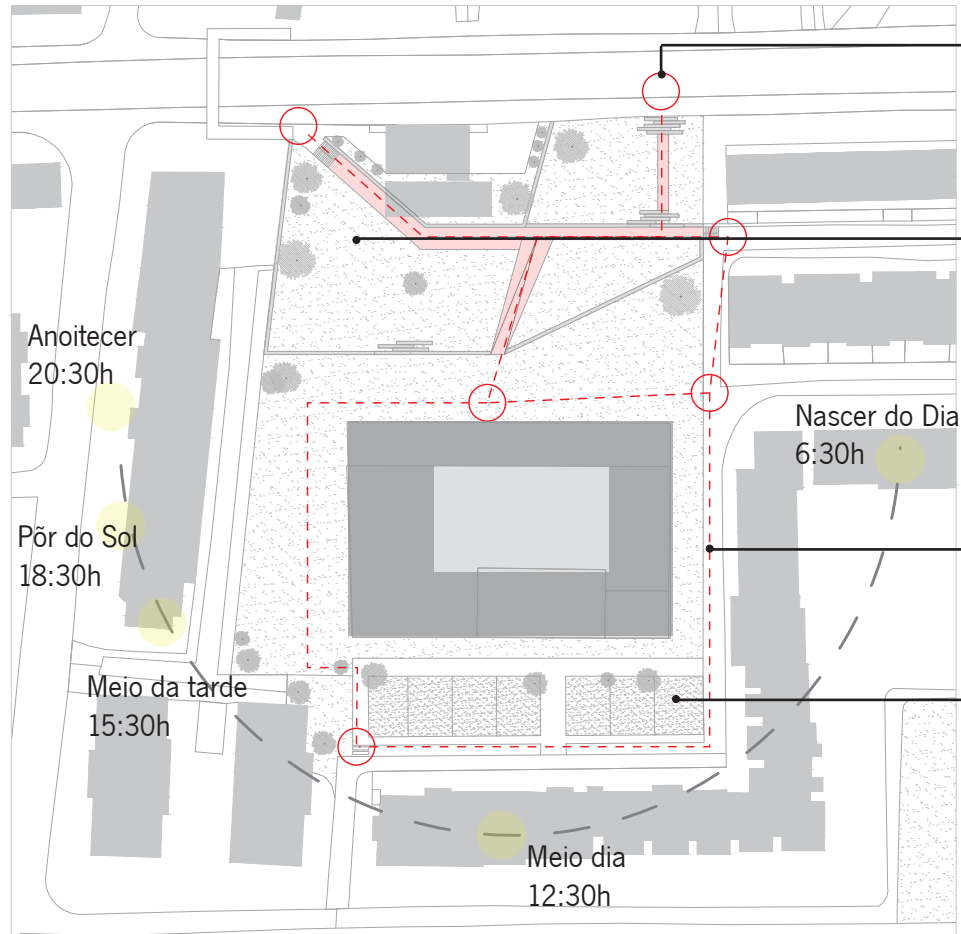 Anoitecer
20:30h
Nascer do Dia
6:30h
Põr do Sol
18:30h
Meio da tarde
15:30h
Meio dia
12:30h